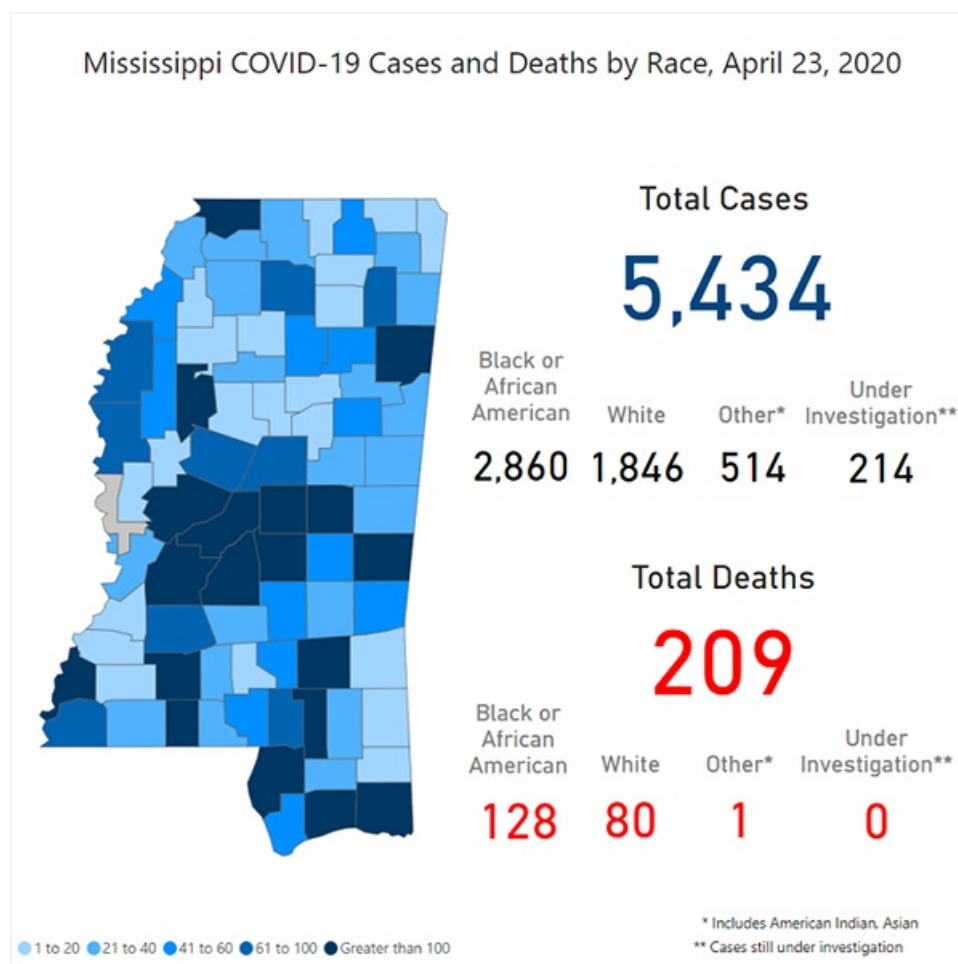 Mississippi COVID-19 Cases and Deaths by Race, April 23, 2020
Total Cases
5,434
Black or
African
American
White
Other*
Under
Investigation**
2,860
1,846
514
214
Total Deaths
209
Black or
African
American
White
Other*
Under
Investigation**
128
80
1
0
* Includes American Indian, Asian
** Cases still under investigation
1 to 20 21 to 40 41 to 60 61 to 100 Greater than 100